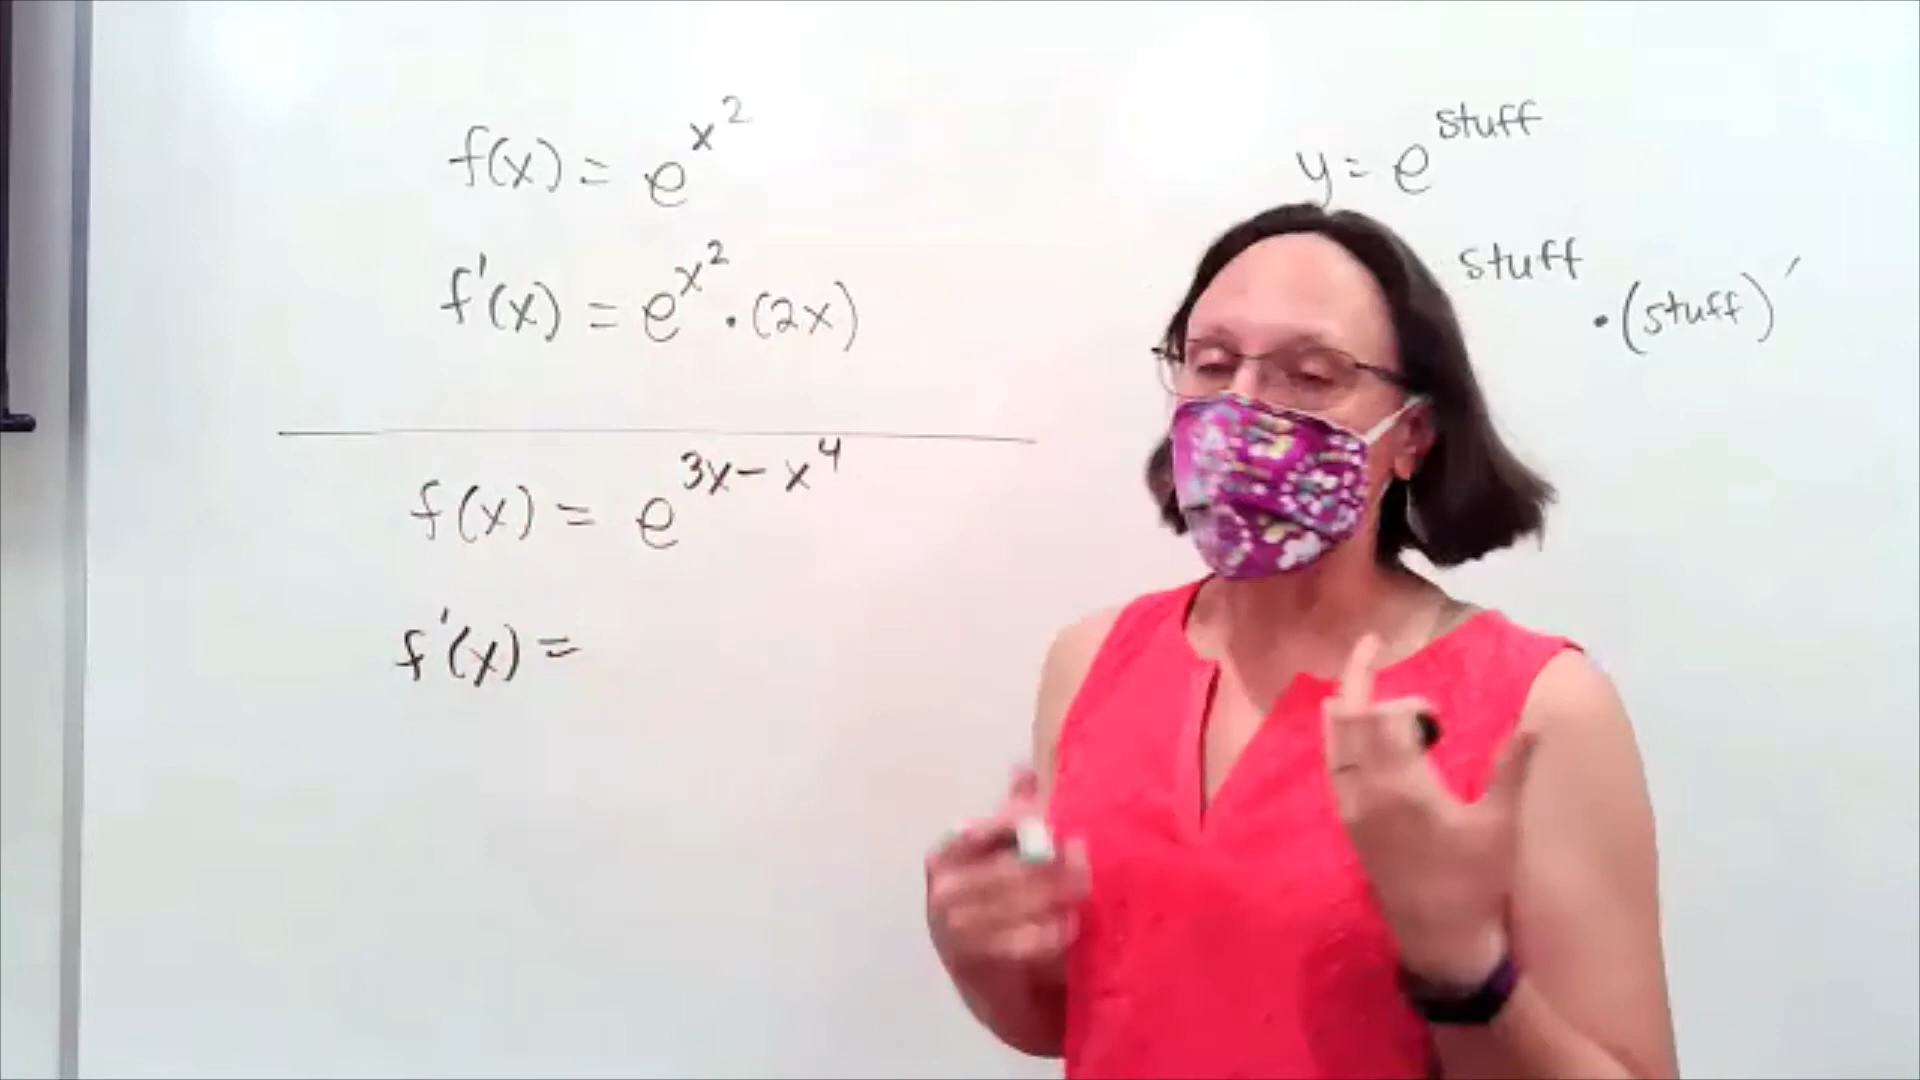 f(x) = e^{x^2}
f'(x) = e^{x^2} · (2x)
f(x) = e^{3x-x^4}
f'(x) =
y = e^{stuff}
stuff · (stuff)'